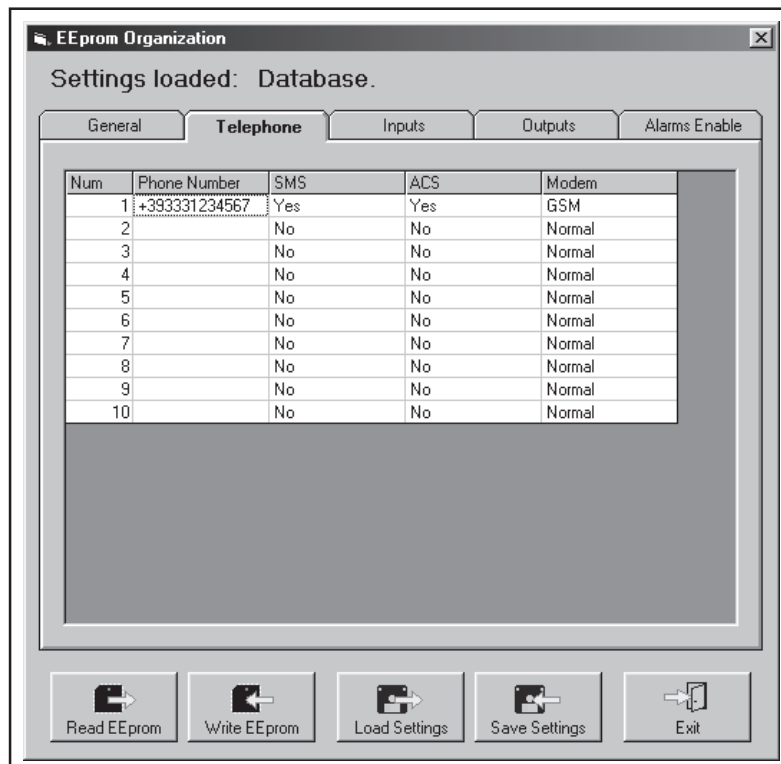 EEprom Organization
Settings loaded: Database.
General Telephone Inputs Outputs Alarms Enable
Num Phone Number SMS ACS Modem
1 +393331234567 Yes Yes GSM
2 No No Normal
3 No No Normal
4 No No Normal
5 No No Normal
6 No No Normal
7 No No Normal
8 No No Normal
9 No No Normal
10 No No Normal
Read EEprom Write EEprom Load Settings Save Settings Exit